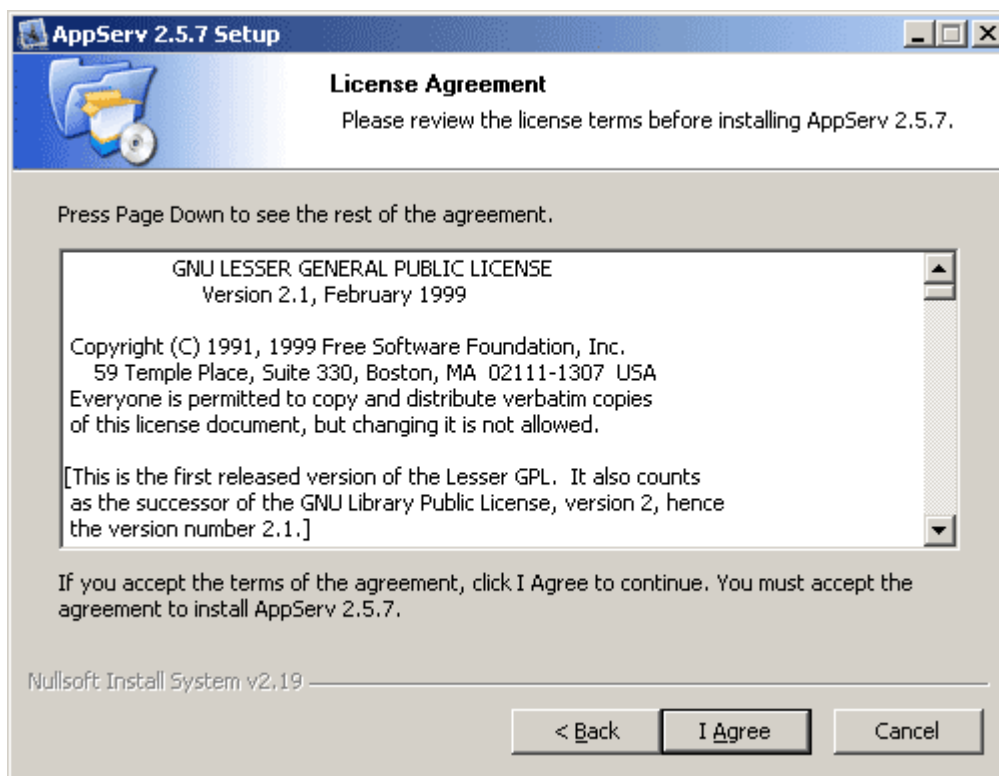 AppServ 2.5.7 Setup
License Agreement
Please review the license terms before installing AppServ 2.5.7.
Press Page Down to see the rest of the agreement.
GNU LESSER GENERAL PUBLIC LICENSE
Version 2.1, February 1999
Copyright (C) 1991, 1999 Free Software Foundation, Inc.
59 Temple Place, Suite 330, Boston, MA  02111-1307  USA
Everyone is permitted to copy and distribute verbatim copies
of this license document, but changing it is not allowed.
[This is the first released version of the Lesser GPL.  It also counts
as the successor of the GNU Library Public License, version 2, hence
the version number 2.1.]
If you accept the terms of the agreement, click I Agree to continue. You must accept the
agreement to install AppServ 2.5.7.
Nullsoft Install System v2.19
< Back
I Agree
Cancel